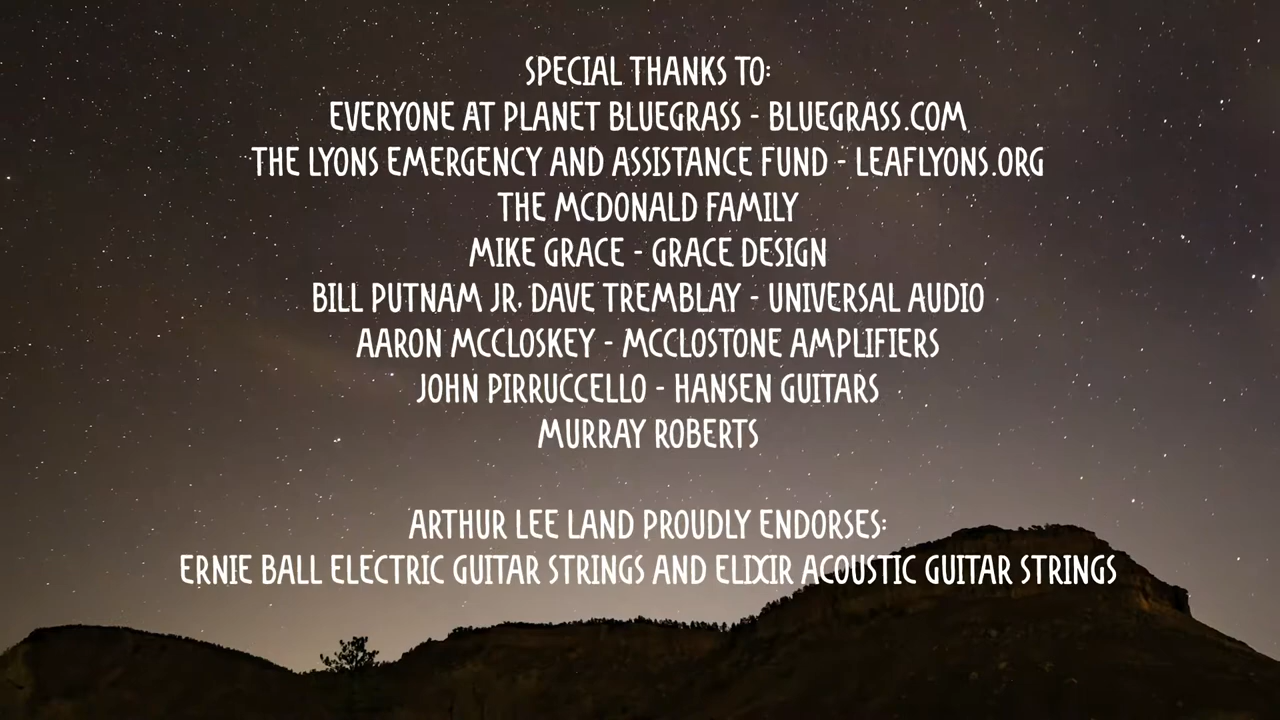 SPECIAL THANKS TO:
EVERYONE AT PLANET BLUEGRASS - BLUEGRASS.COM
THE LYONS EMERGENCY AND ASSISTANCE FUND - LEAFLYONS.ORG
THE MCDONALD FAMILY
MIKE GRACE - GRACE DESIGN
BILL PUTNAM JR, DAVE TREMBLAY - UNIVERSAL AUDIO
AARON MCCLOSKEY - MCCLOSTONE AMPLIFIERS
JOHN PIRRUCCELLO - HANSEN GUITARS
MURRAY ROBERTS
ARTHUR LEE LAND PROUDLY ENDORSES:
ERNIE BALL ELECTRIC GUITAR STRINGS AND ELIXIR ACOUSTIC GUITAR STRINGS